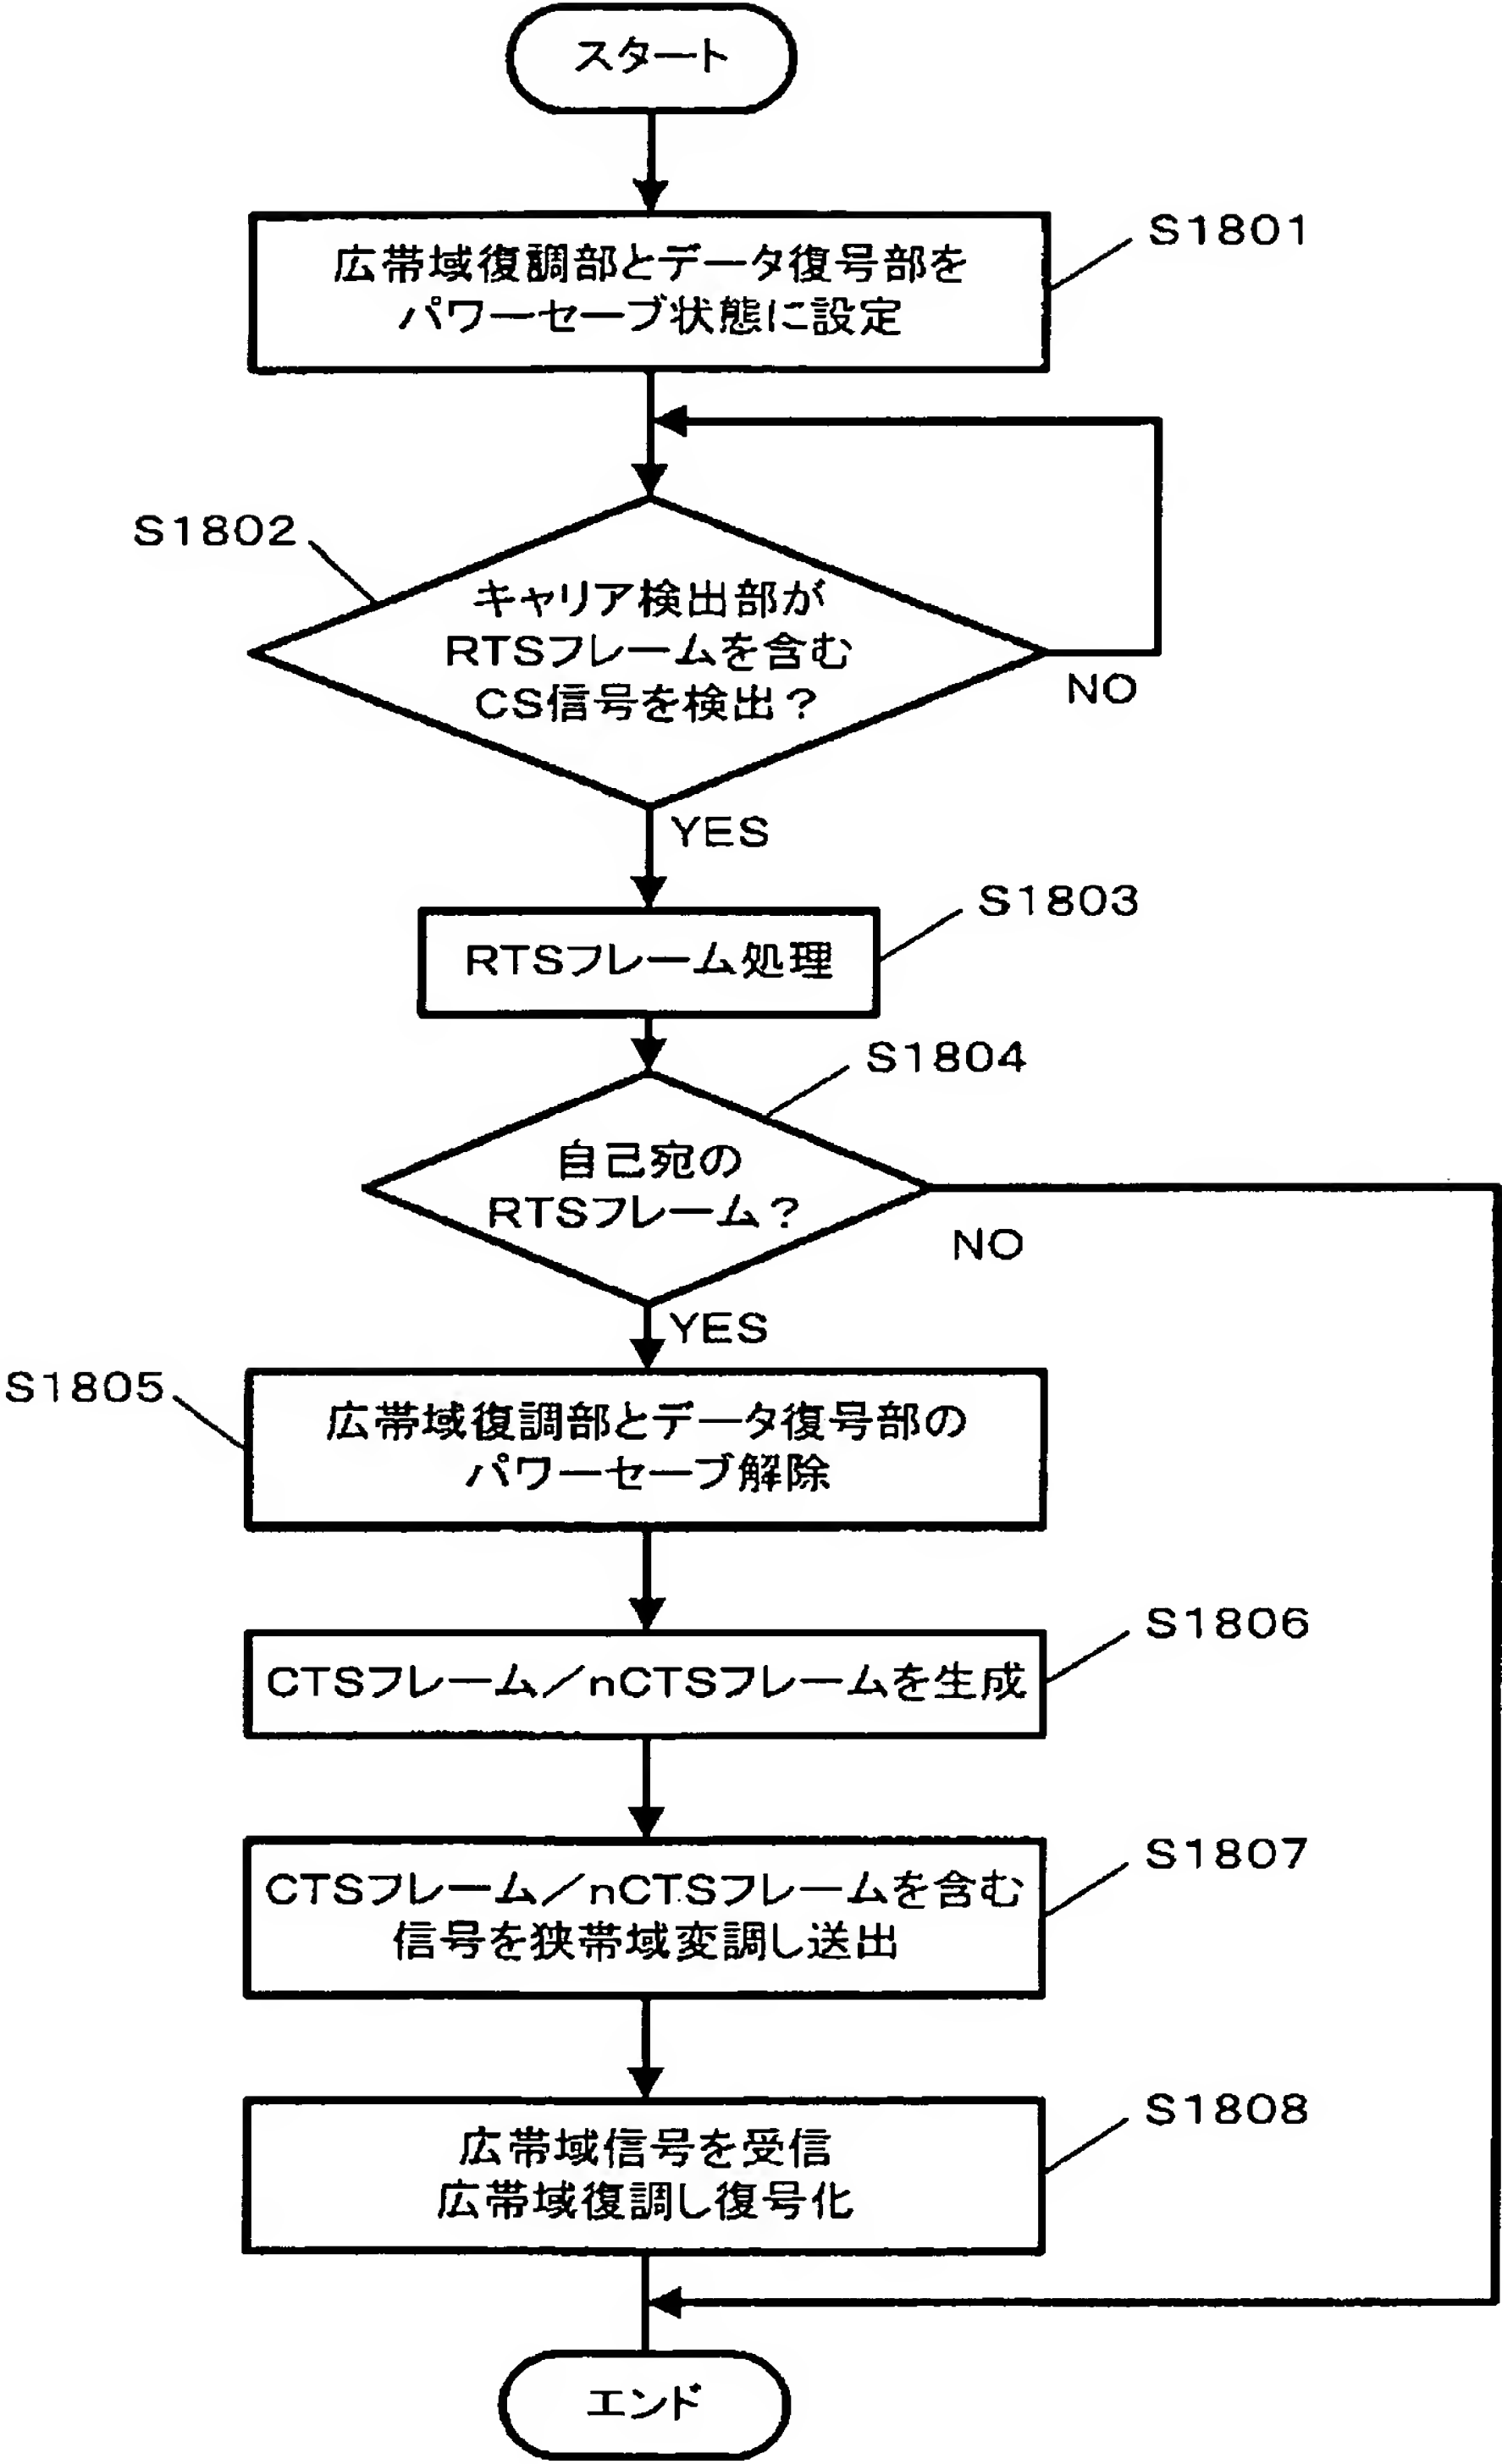 スタート
S1801
広帯域復調部とデータ復号部を
パワーセーブ状態に設定
S1802
キャリア検出部が
RTSフレームを含む
CS信号を検出？
NO
YES
S1803
RTSフレーム処理
S1804
自己宛の
RTSフレーム？
NO
YES
S1805
広帯域復調部とデータ復号部の
パワーセーブ解除
S1806
CTSフレーム／nCTSフレームを生成
S1807
CTSフレーム／nCTSフレームを含む
信号を狭帯域変調し送出
S1808
広帯域信号を受信
広帯域復調し復号化
エンド